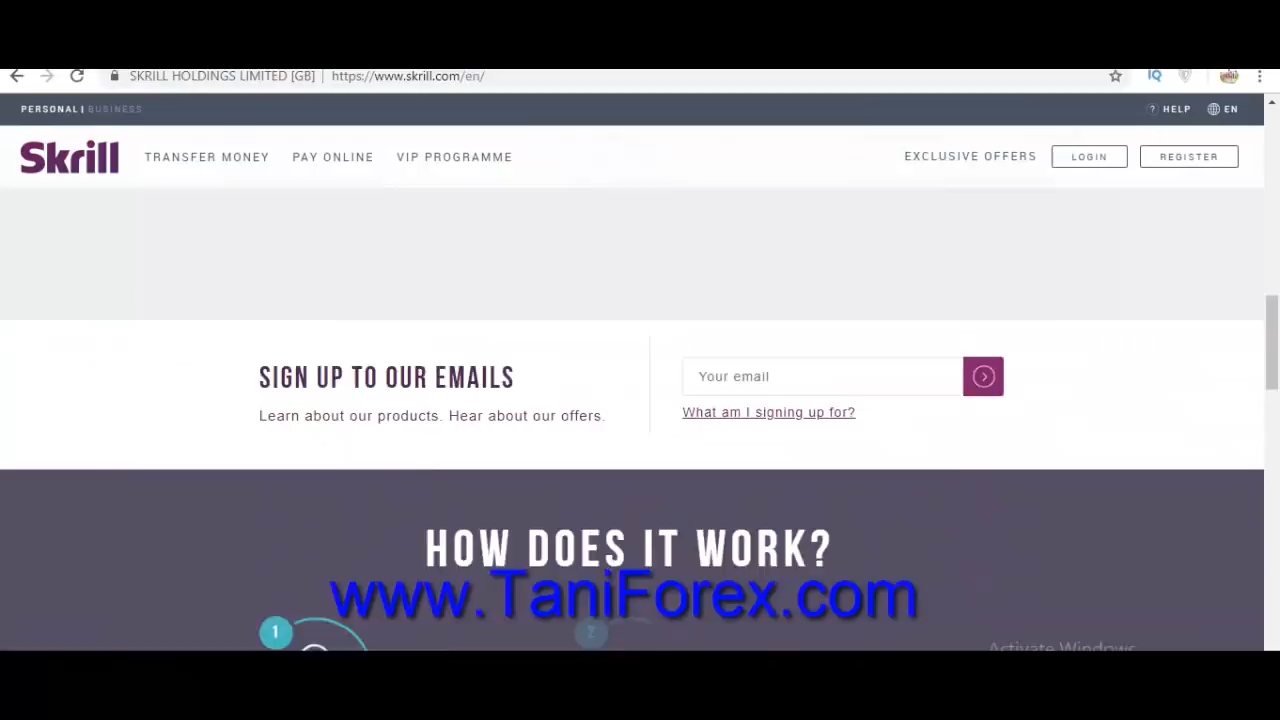 SKRILL HOLDINGS LIMITED [GB] | https://www.skrill.com/en/
PERSONAL | BUSINESS
? HELP EN
Skrill TRANSFER MONEY PAY ONLINE VIP PROGRAMME EXCLUSIVE OFFERS LOGIN REGISTER
SIGN UP TO OUR EMAILS
Learn about our products. Hear about our offers.
Your email
What am I signing up for?
HOW DOES IT WORK?
www.TaniForex.com
1 2
Activate Windows